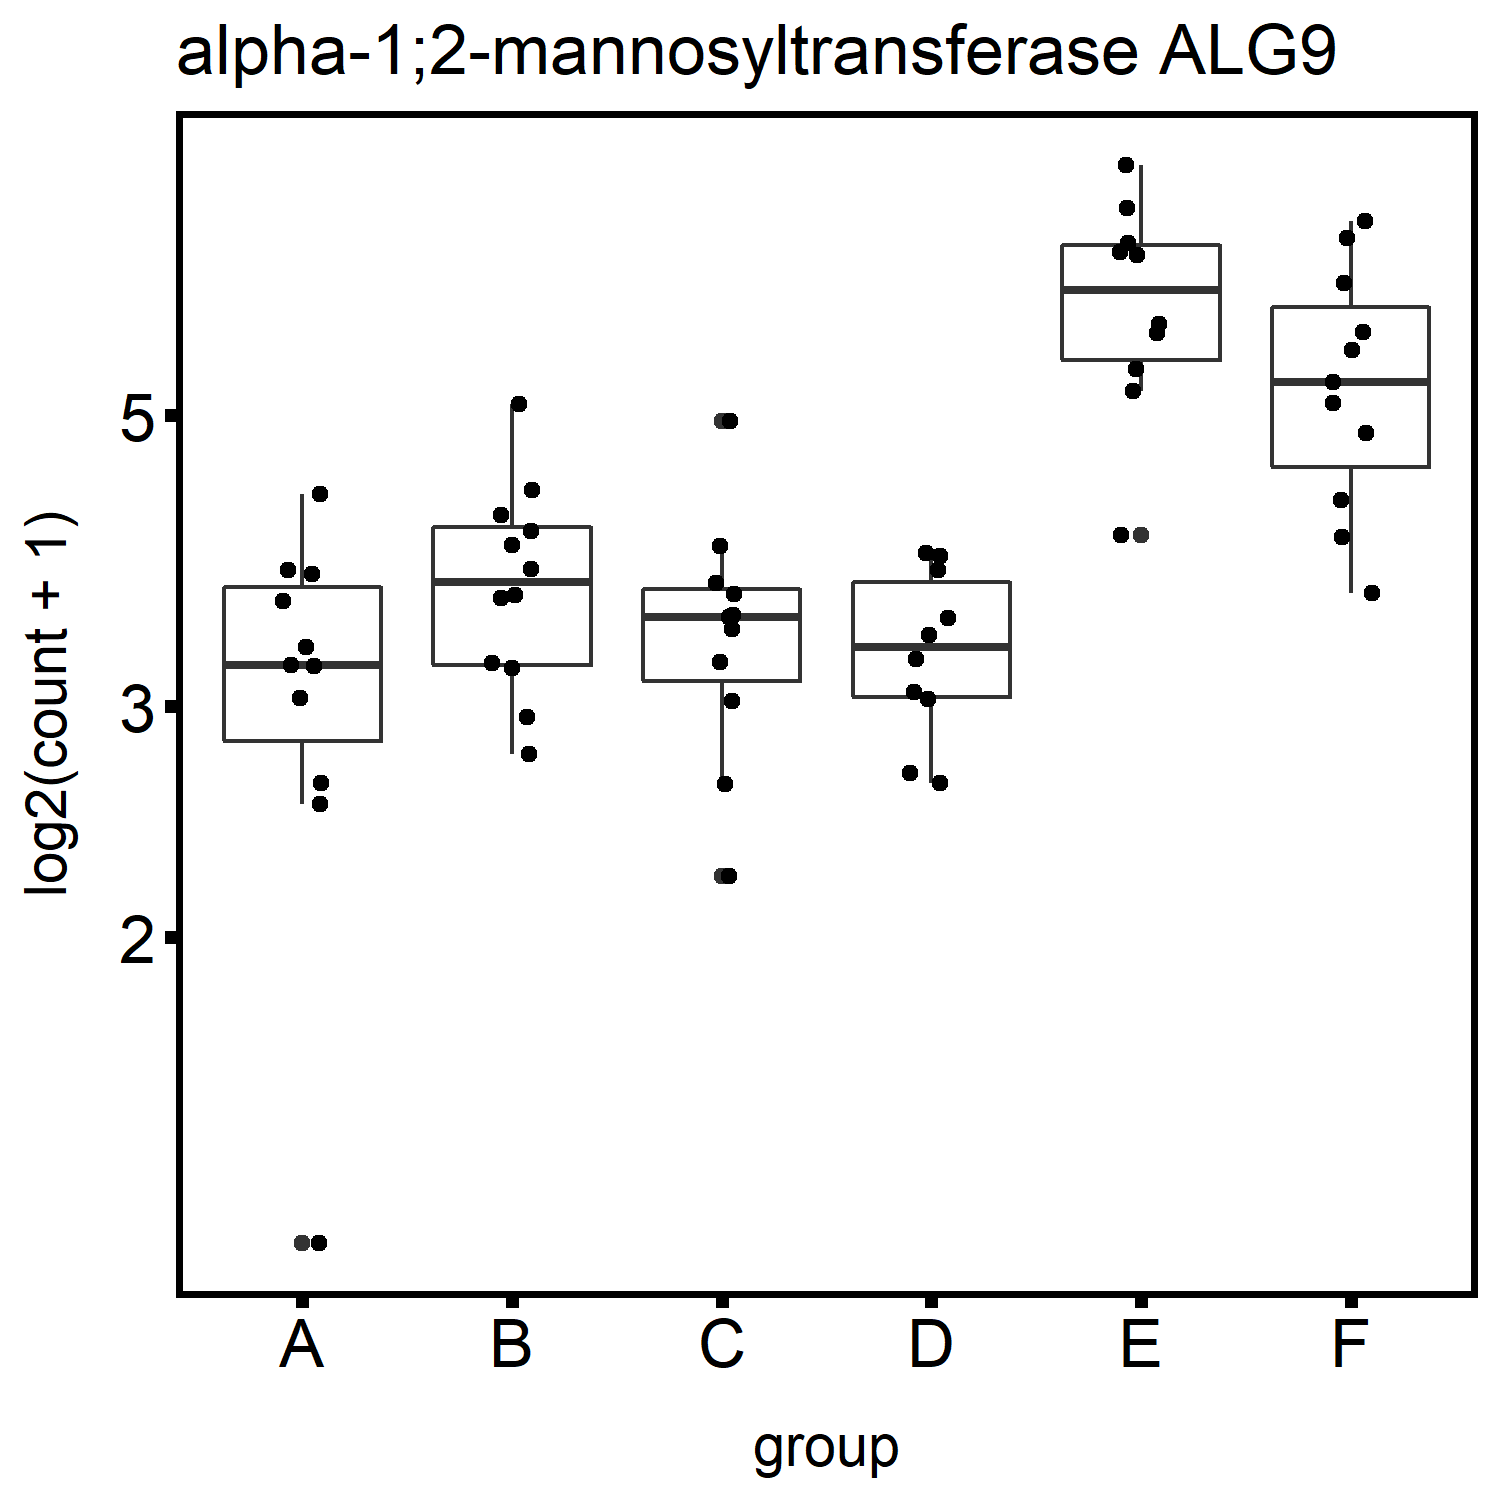 alpha-1;2-mannosyltransferase ALG9
log2(count + 1)
5
3
2
A B C D E F
group